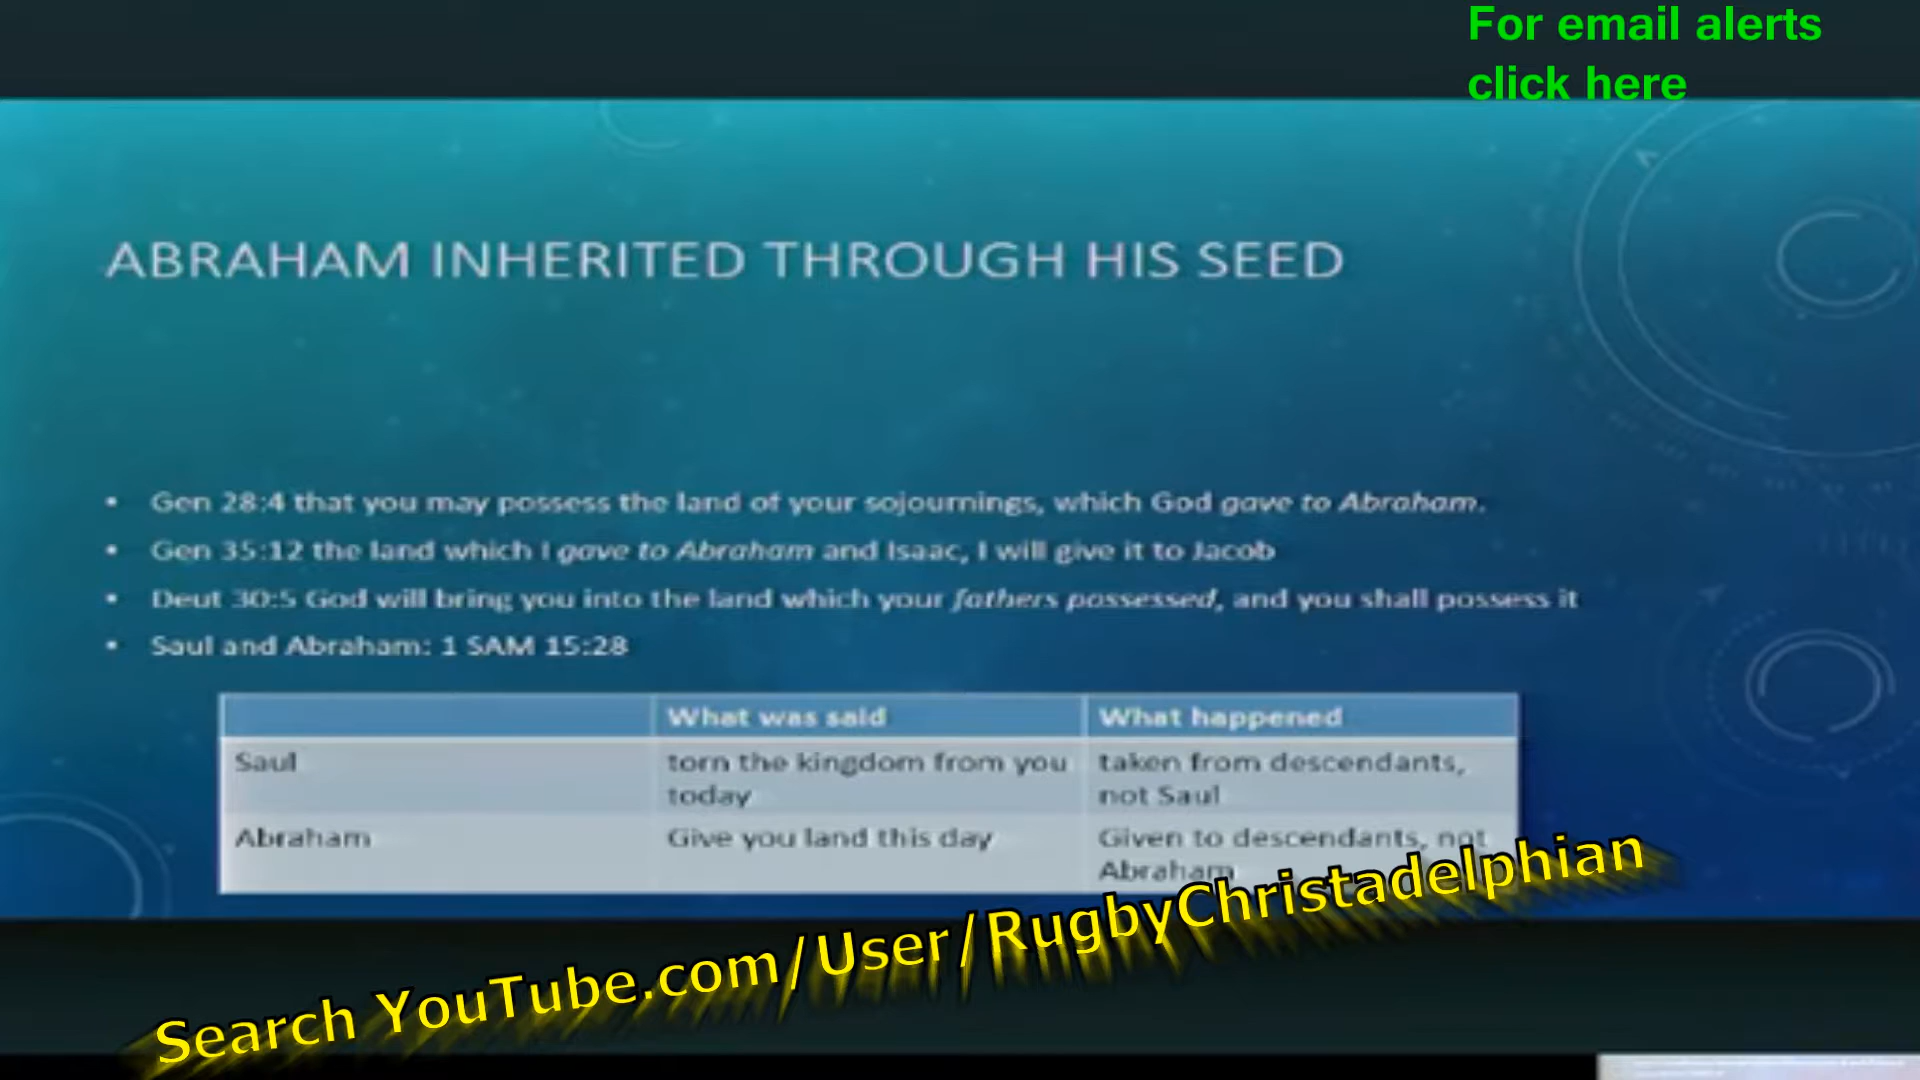 For email alerts
click here
ABRAHAM INHERITED THROUGH HIS SEED
• Gen 28:4 that you may possess the land of your sojournings, which God gave to Abraham.
• Gen 35:12 the land which I gave to Abraham and Isaac, I will give it to Jacob
• Deut 30:5 God will bring you into the land which your fathers possessed, and you shall possess it
• Saul and Abraham: 1 SAM 15:28
What was said What happened
Saul torn the kingdom from you taken from descendants,
today not Saul
Abraham Give you land this day Given to descendants, not
Abraham
Search YouTube.com/User/RugbyChristadelphian